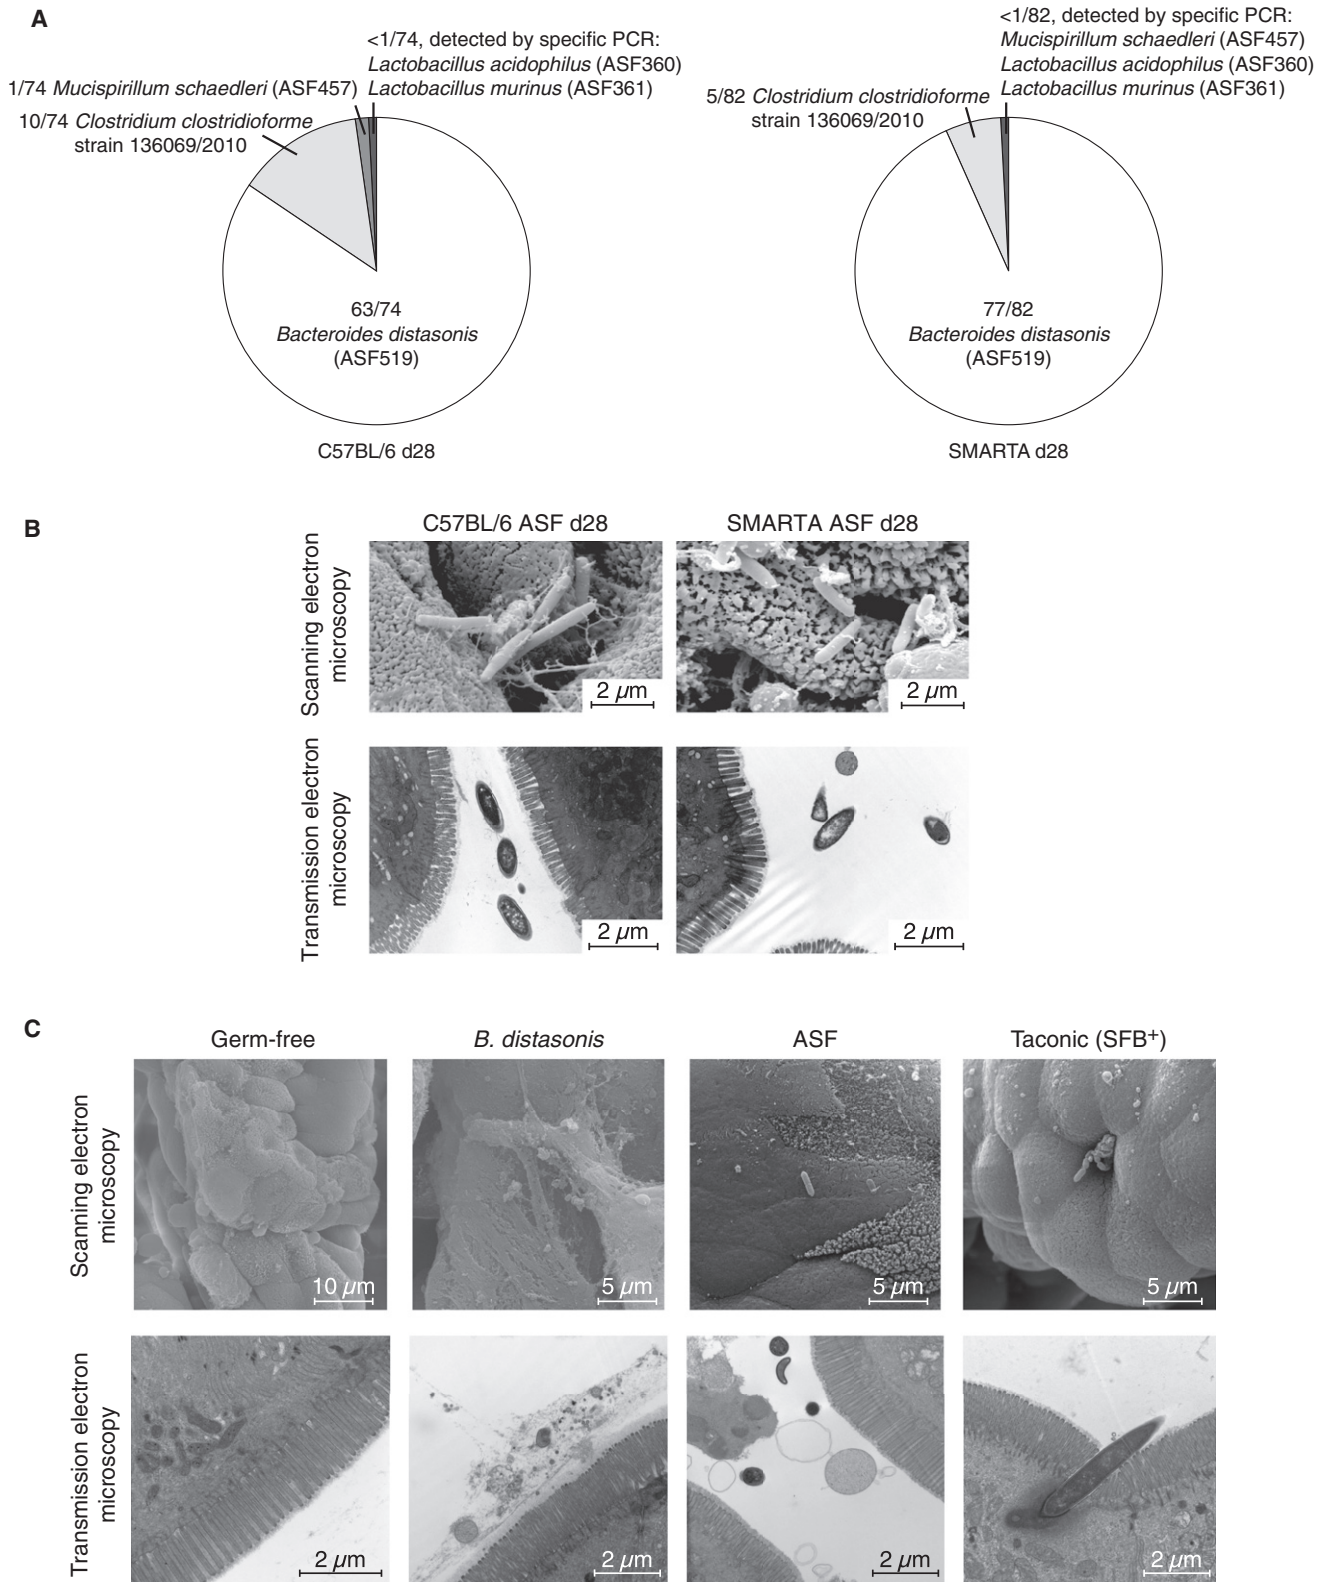 A
<1/74, detected by specific PCR:
Lactobacillus acidophilus (ASF360)
1/74 Mucispirillum schaedleri (ASF457)
Lactobacillus murinus (ASF361)
10/74 Clostridium clostridioforme
strain 136069/2010
63/74
Bacteroides distasonis
(ASF519)
C57BL/6 d28
<1/82, detected by specific PCR:
Mucispirillum schaedleri (ASF457)
Lactobacillus acidophilus (ASF360)
Lactobacillus murinus (ASF361)
5/82 Clostridium clostridioforme
strain 136069/2010
77/82
Bacteroides distasonis
(ASF519)
SMARTA d28
B
C57BL/6 ASF d28
SMARTA ASF d28
Scanning electron
microscopy
2 µm
2 µm
Transmission electron
microscopy
2 µm
2 µm
C
Germ-free
B. distasonis
ASF
Taconic (SFB+)
Scanning electron
microscopy
10 µm
5 µm
5 µm
5 µm
Transmission electron
microscopy
2 µm
2 µm
2 µm
2 µm